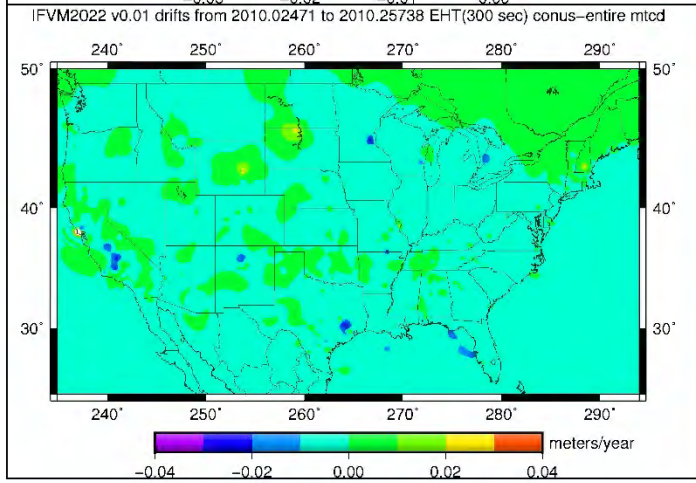 IFVM2022 v0.01 drifts from 2010.02471 to 2010.25738 EHT(300 sec) conus-entire mtcd
240° 250° 260° 270° 280° 290°
50° 50°
40° 40°
30° 30°
240° 250° 260° 270° 280° 290°
meters/year
-0.04 -0.02 0.00 0.02 0.04